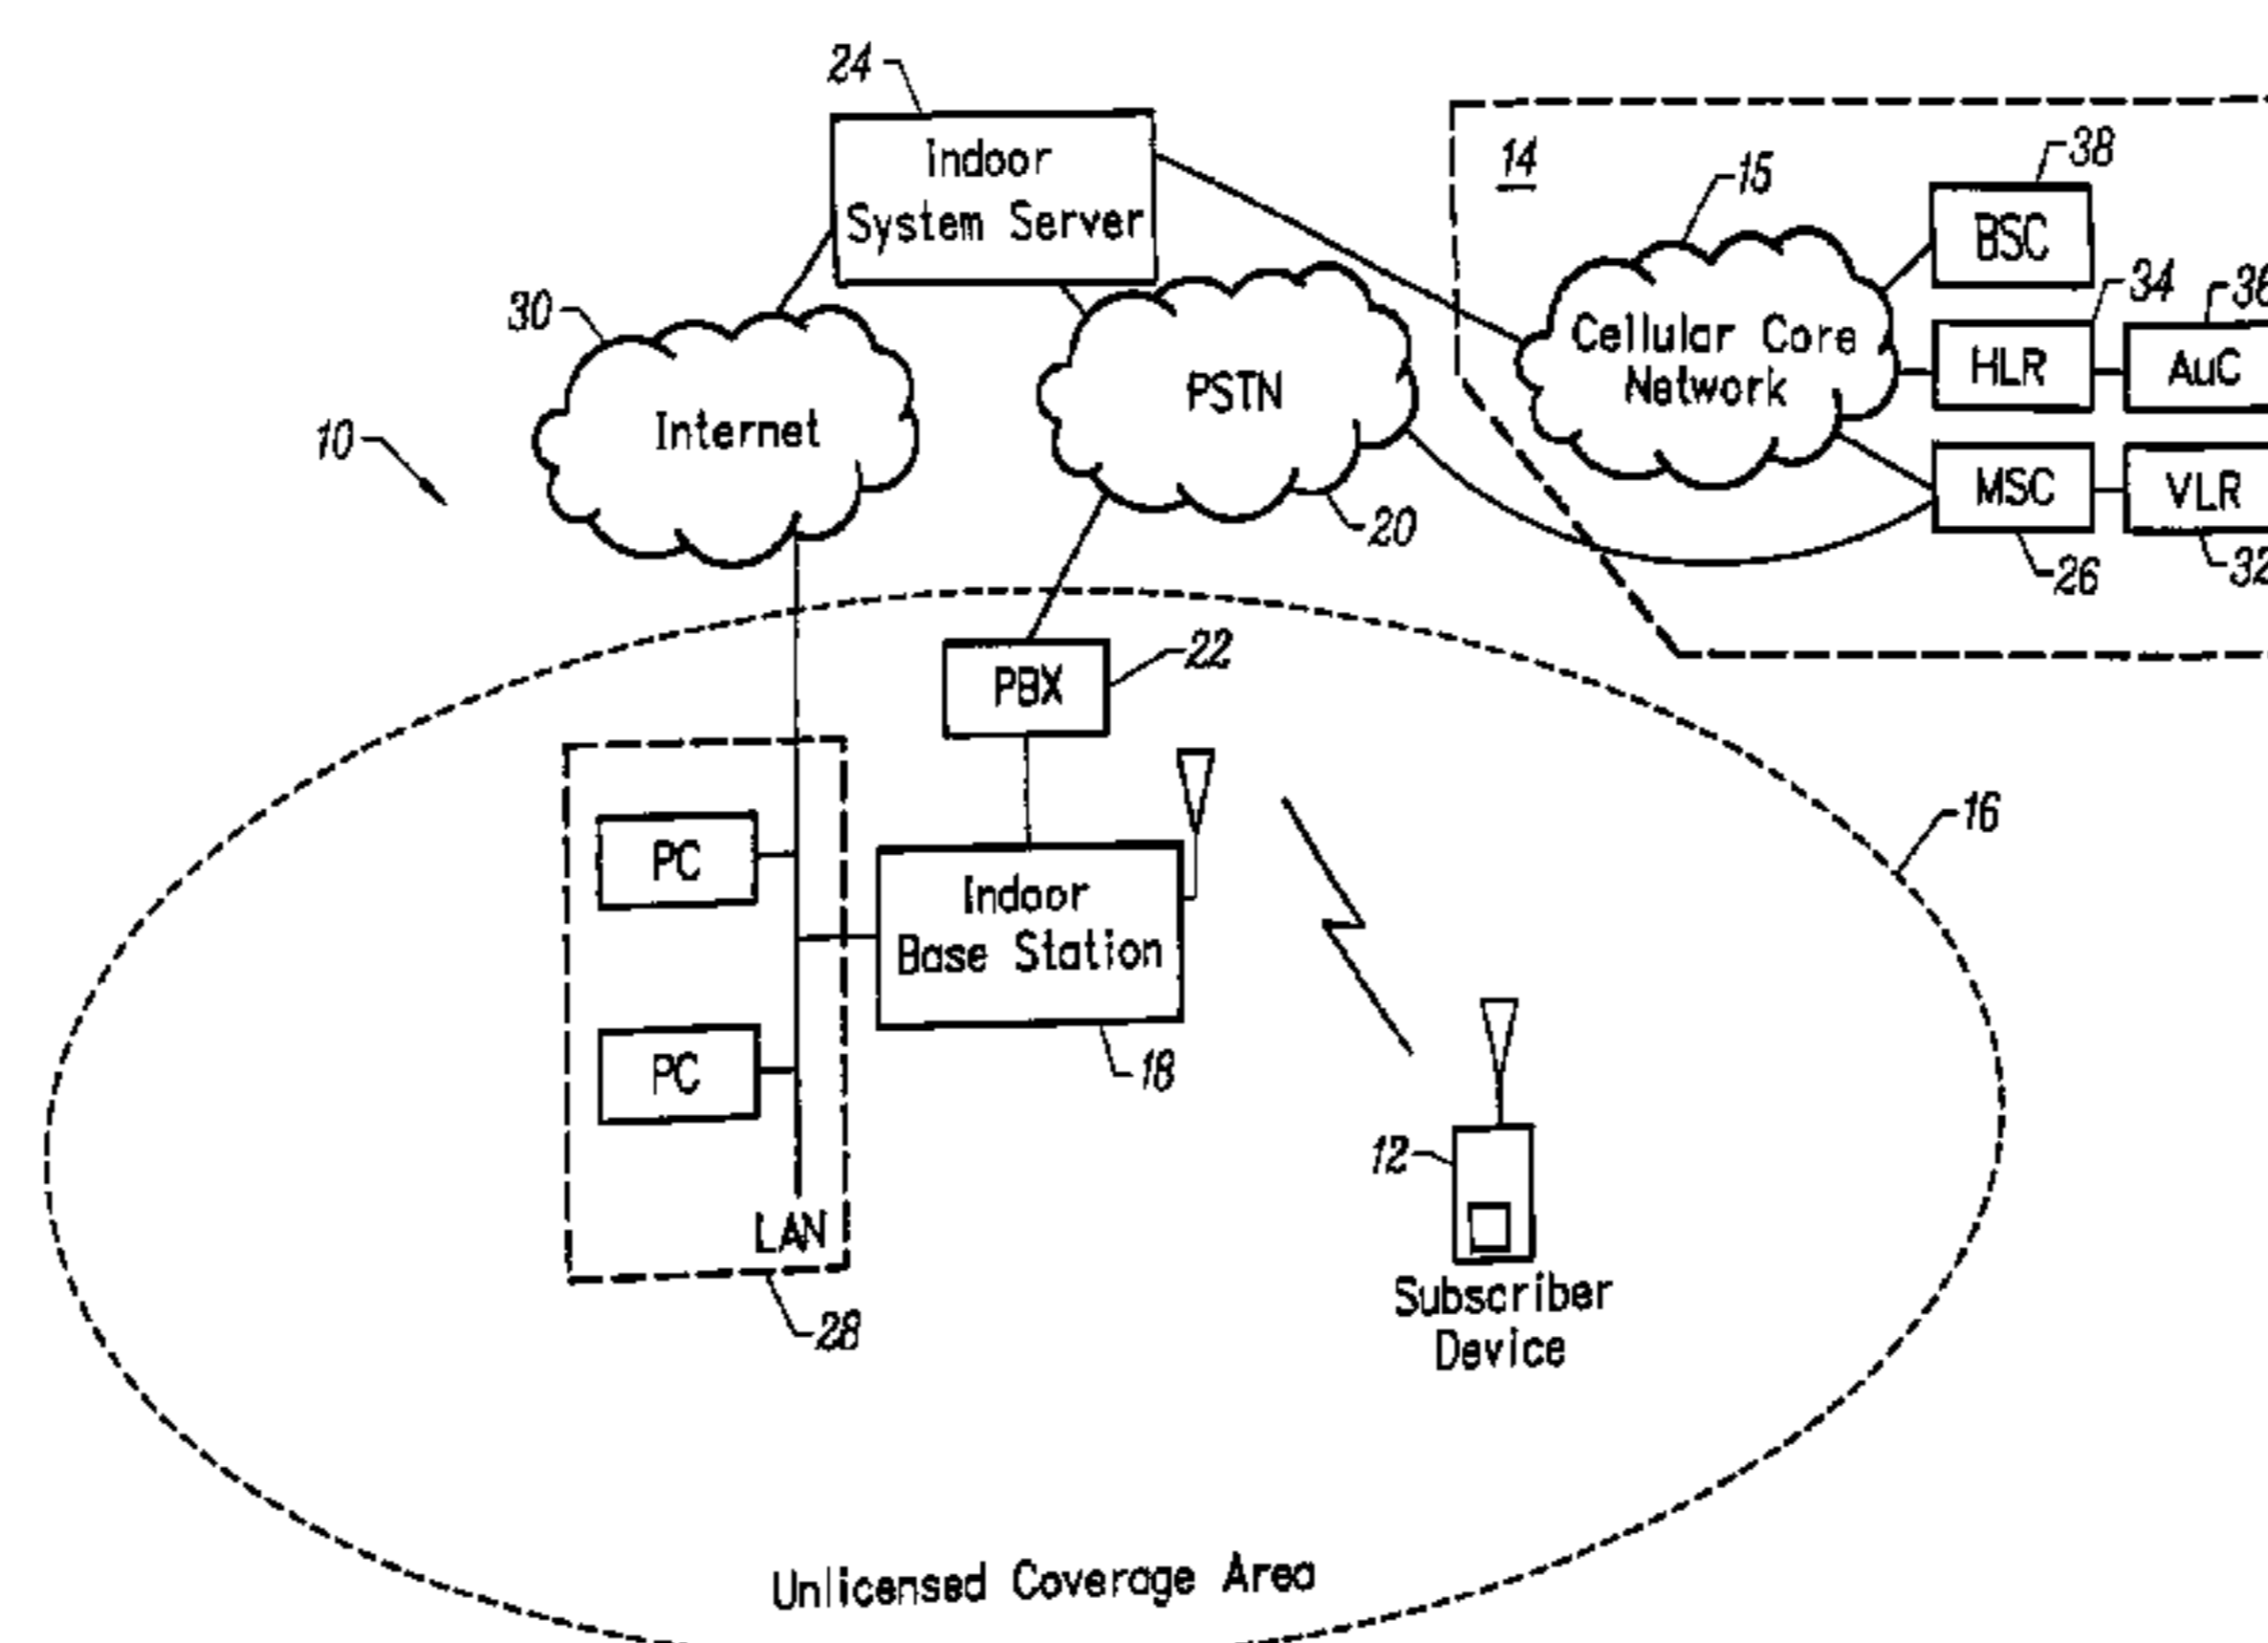 24
Indoor
System Server
14
15
38
BSC
30
Internet
PSTN
Cellular Core
Network
34
HLR
AuC
10
20
MSC
VLR
26
32
PBX
22
16
PC
Indoor
Base Station
18
PC
12
LAN
28
Subscriber
Device
Unlicensed Coverage Area